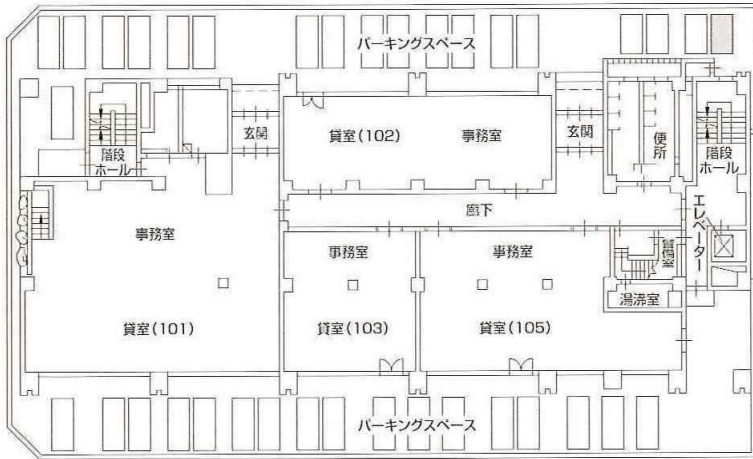 パーキングスペース
階段
ホール
玄関
貸室(102)
事務室
玄関
便所
階段
ホール
廊下
エレベーター
事務室
事務室
事務室
警備室
湯沸室
貸室(101)
貸室(103)
貸室(105)
パーキングスペース